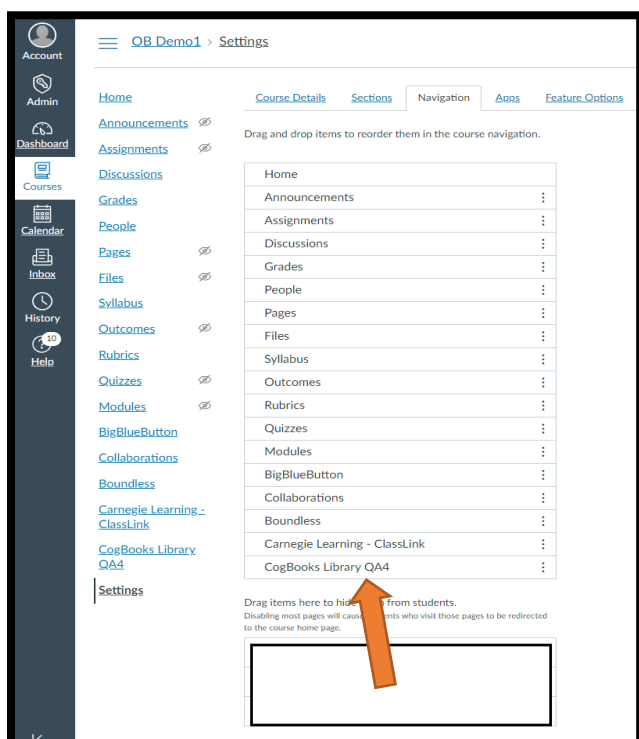 Account
Admin
Dashboard
Courses
Calendar
Inbox
History
10
Help
OB Demo1 > Settings
Home
Announcements
Assignments
Discussions
Grades
People
Pages
Files
Syllabus
Outcomes
Rubrics
Quizzes
Modules
BigBlueButton
Collaborations
Boundless
Carnegie Learning -
ClassLink
CogBooks Library
QA4
Settings
Course Details Sections Navigation Apps Feature Options
Drag and drop items to reorder them in the course navigation.
Home
Announcements
Assignments
Discussions
Grades
People
Pages
Files
Syllabus
Outcomes
Rubrics
Quizzes
Modules
BigBlueButton
Collaborations
Boundless
Carnegie Learning - ClassLink
CogBooks Library QA4
Drag items here to hide from students.
Disabling most pages will cause who visit those pages to be redirected
to the course home page.